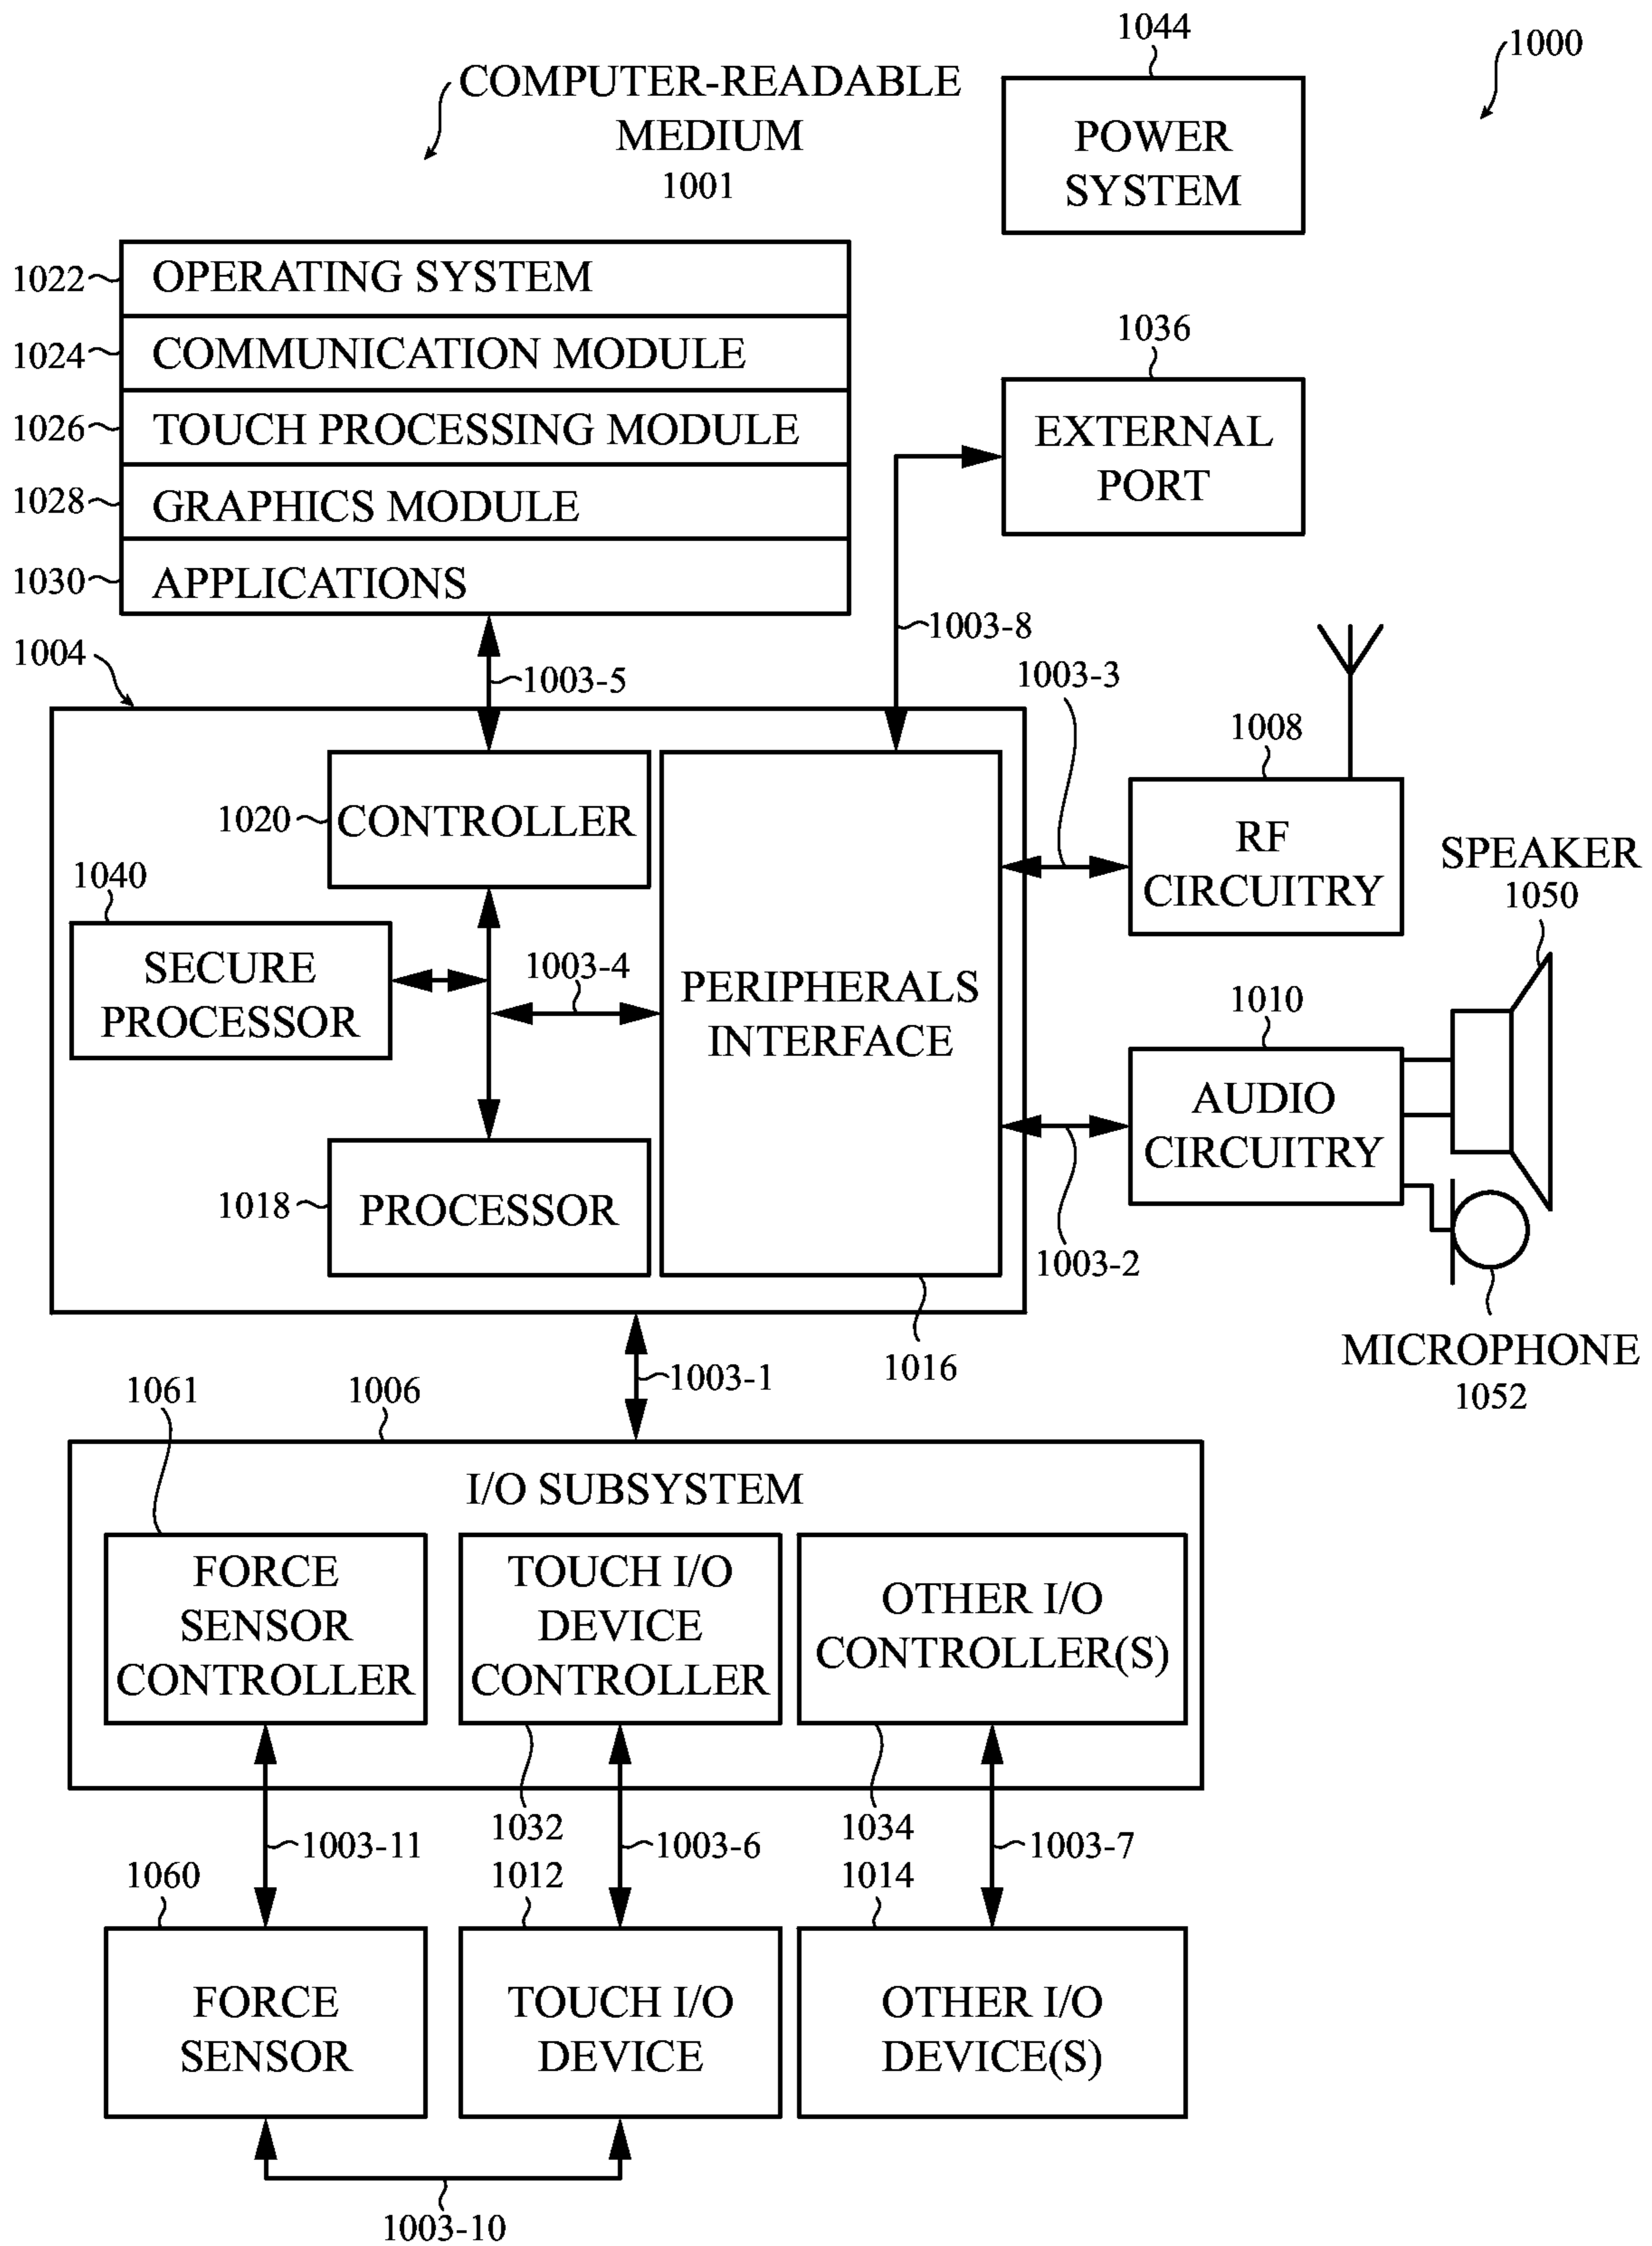 1044
1000
COMPUTER-READABLE
MEDIUM
1001
POWER
SYSTEM
1022
OPERATING SYSTEM
1024
COMMUNICATION MODULE
1026
TOUCH PROCESSING MODULE
1028
GRAPHICS MODULE
1030
APPLICATIONS
1036
EXTERNAL
PORT
1004
1003-5
1003-8
1003-3
1008
RF
CIRCUITRY
1020
CONTROLLER
1040
SECURE
PROCESSOR
1003-4
PERIPHERALS
INTERFACE
SPEAKER
1050
1010
AUDIO
CIRCUITRY
1018
PROCESSOR
1003-2
1016
MICROPHONE
1052
1003-1
1061
1006
I/O SUBSYSTEM
FORCE
SENSOR
CONTROLLER
TOUCH I/O
DEVICE
CONTROLLER
OTHER I/O
CONTROLLER(S)
1003-11
1032
1003-6
1034
1003-7
1060
1012
1014
FORCE
SENSOR
TOUCH I/O
DEVICE
OTHER I/O
DEVICE(S)
1003-10